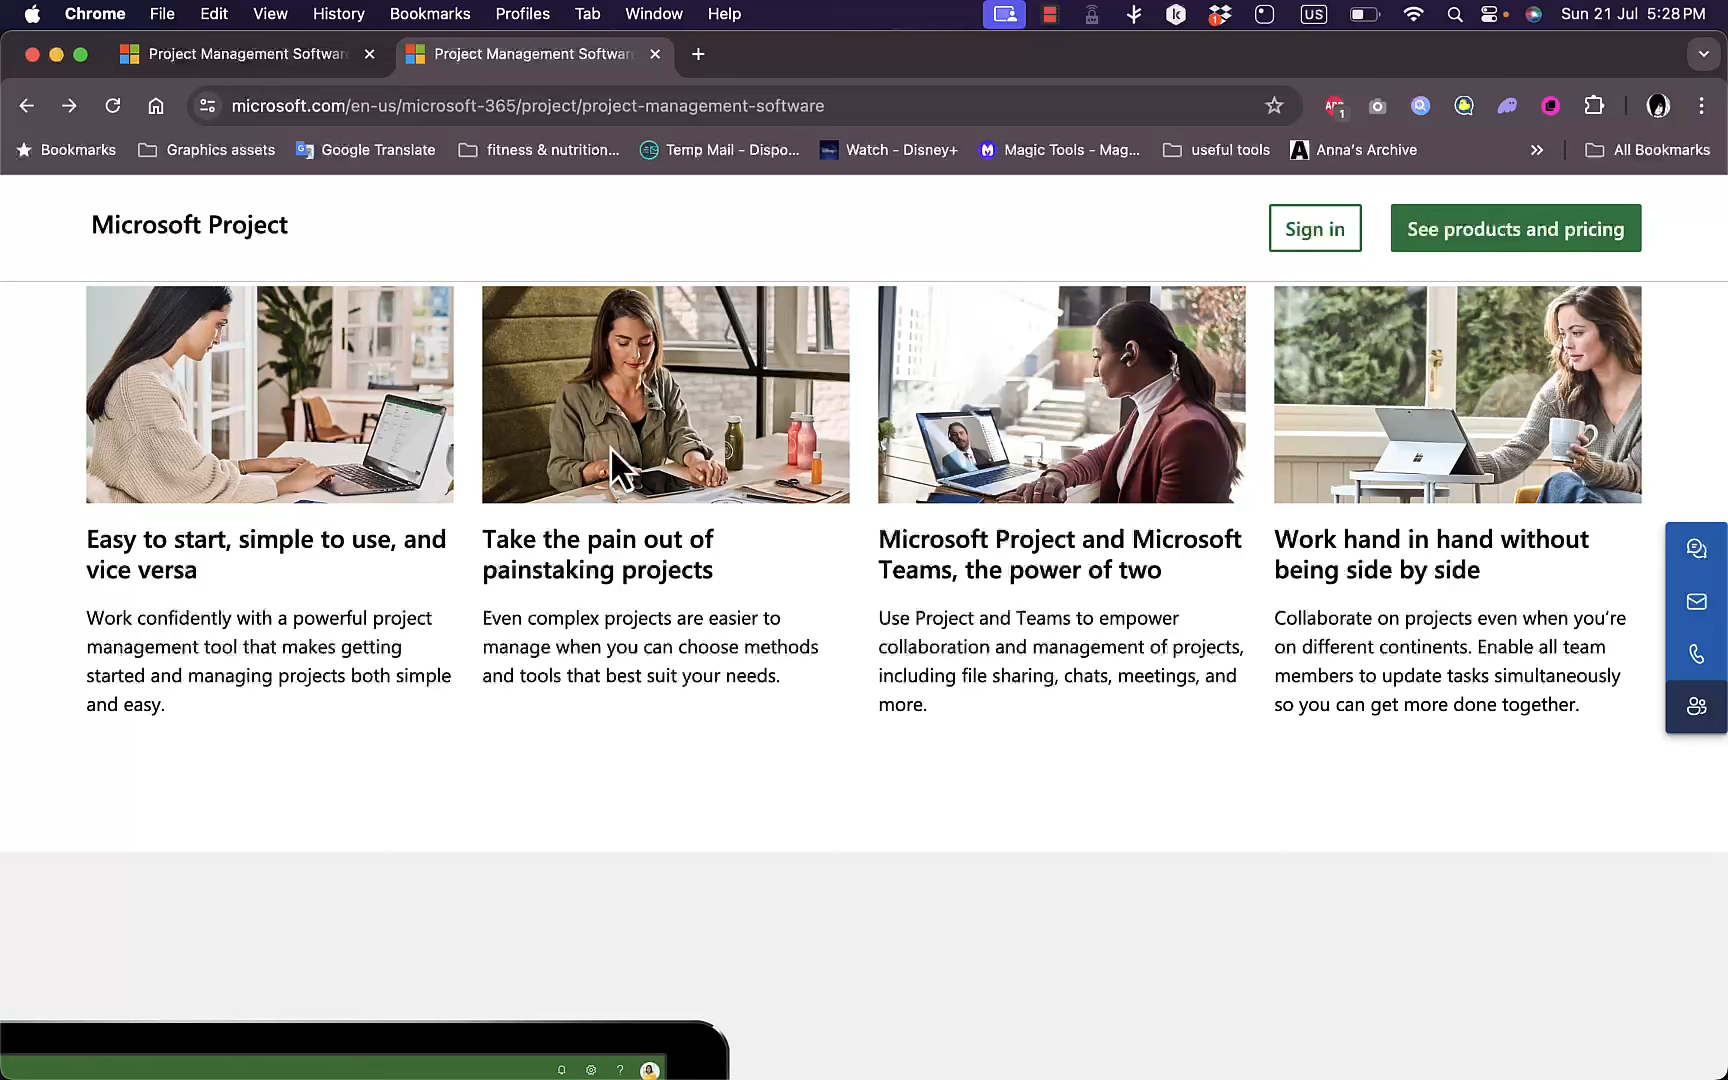 Chrome File Edit View History Bookmarks Profiles Tab Window Help US Sun 21 Jul 5:28 PM
Project Management Softwar Project Management Softwar
microsoft.com/en-us/microsoft-365/project/project-management-software
Bookmarks Graphics assets Google Translate fitness & nutrition... Temp Mail - Dispo... Watch - Disney+ Magic Tools - Mag... useful tools Anna's Archive All Bookmarks
Microsoft Project
Sign in
See products and pricing
Easy to start, simple to use, and
vice versa
Work confidently with a powerful project
management tool that makes getting
started and managing projects both simple
and easy.
Take the pain out of
painstaking projects
Even complex projects are easier to
manage when you can choose methods
and tools that best suit your needs.
Microsoft Project and Microsoft
Teams, the power of two
Use Project and Teams to empower
collaboration and management of projects,
including file sharing, chats, meetings, and
more.
Work hand in hand without
being side by side
Collaborate on projects even when you're
on different continents. Enable all team
members to update tasks simultaneously
so you can get more done together.